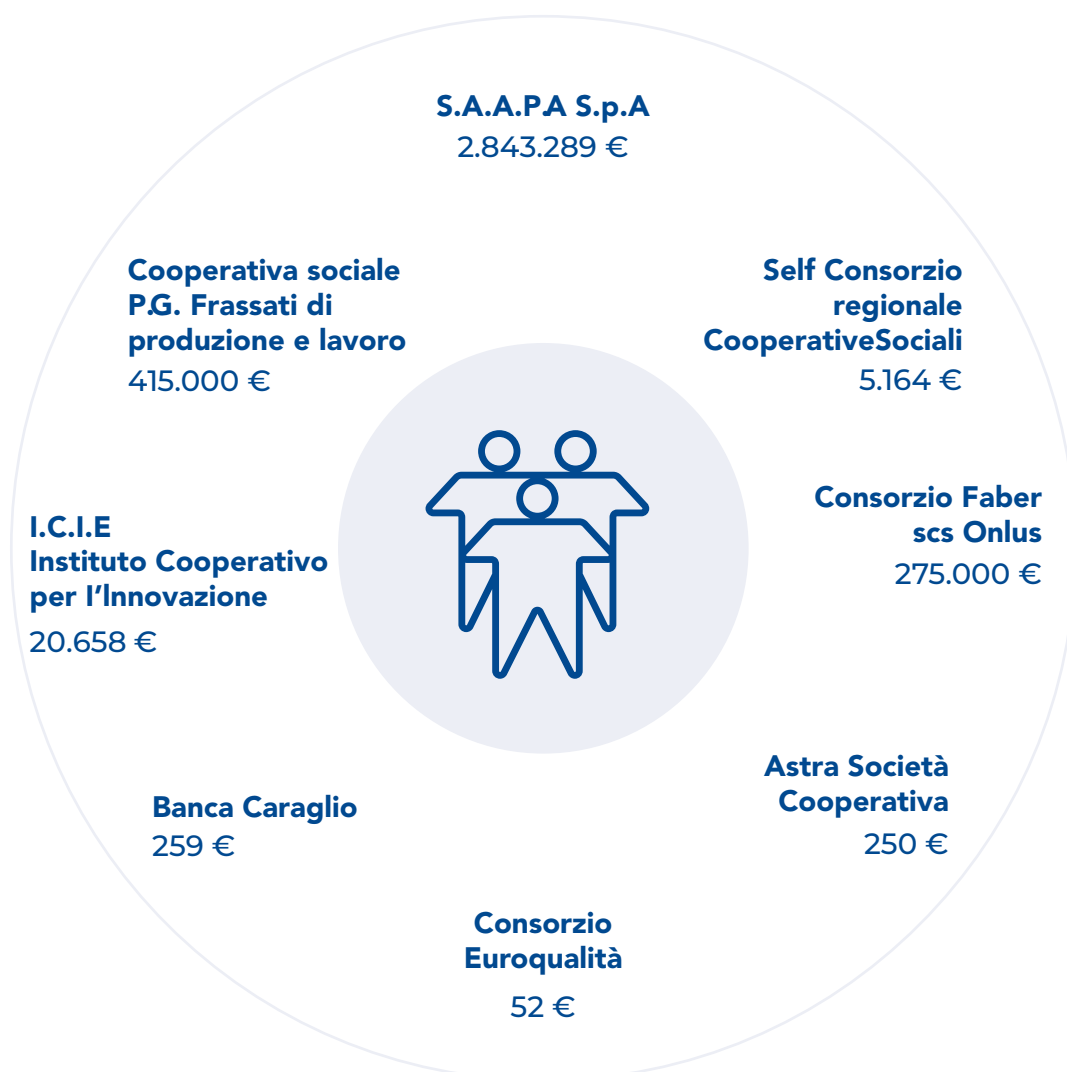 S.A.A.P.A S.p.A
2.843.289 €
Cooperativa sociale
P.G. Frassati di
produzione e lavoro
415.000 €
Self Consorzio
regionale
CooperativeSociali
5.164 €
I.C.I.E
Instituto Cooperativo
per l’Innovazione
20.658 €
Consorzio Faber
scs Onlus
275.000 €
Banca Caraglio
259 €
Astra Società
Cooperativa
250 €
Consorzio
Euroqualità
52 €